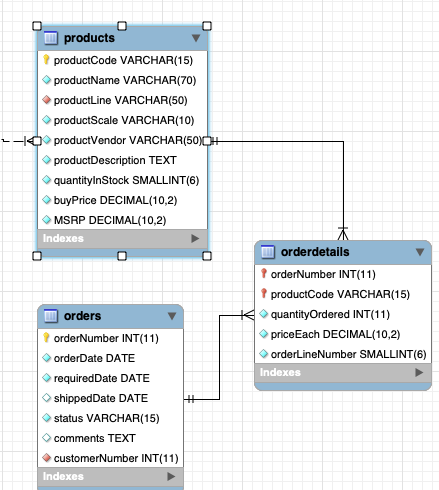 products
productCode VARCHAR(15)
productName VARCHAR(70)
productLine VARCHAR(50)
productScale VARCHAR(10)
productVendor VARCHAR(50)
productDescription TEXT
quantityInStock SMALLINT(6)
buyPrice DECIMAL(10,2)
MSRP DECIMAL(10,2)
Indexes
orderdetails
orderNumber INT(11)
productCode VARCHAR(15)
quantityOrdered INT(11)
priceEach DECIMAL(10,2)
orderLineNumber SMALLINT(6)
Indexes
orders
orderNumber INT(11)
orderDate DATE
requiredDate DATE
shippedDate DATE
status VARCHAR(15)
comments TEXT
customerNumber INT(11)
Indexes